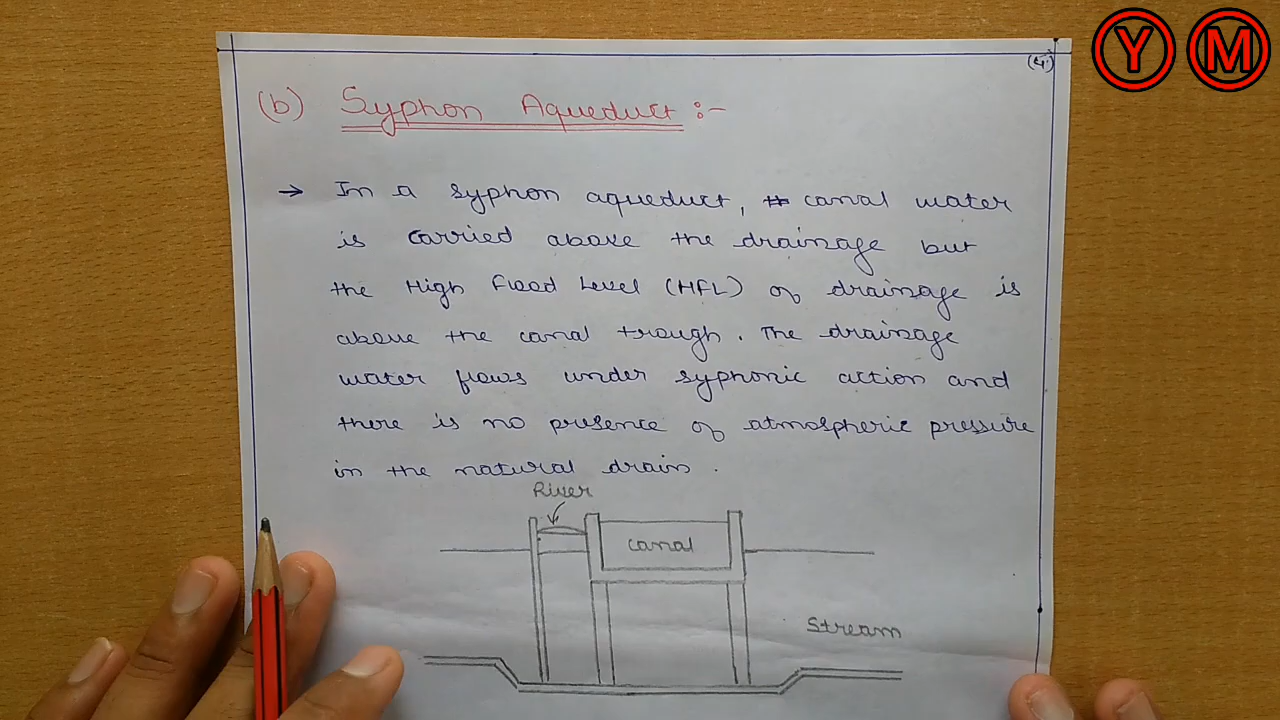 Y M
(4)
(b) Syphon Aqueduct :-
→ In a syphon aqueduct, canal water
is carried above the drainage but
the High Flood Level (HFL) of drainage is
above the canal trough. The drainage
water flows under syphonic action and
there is no presence of atmospheric pressure
in the natural drain.
River
canal
Stream